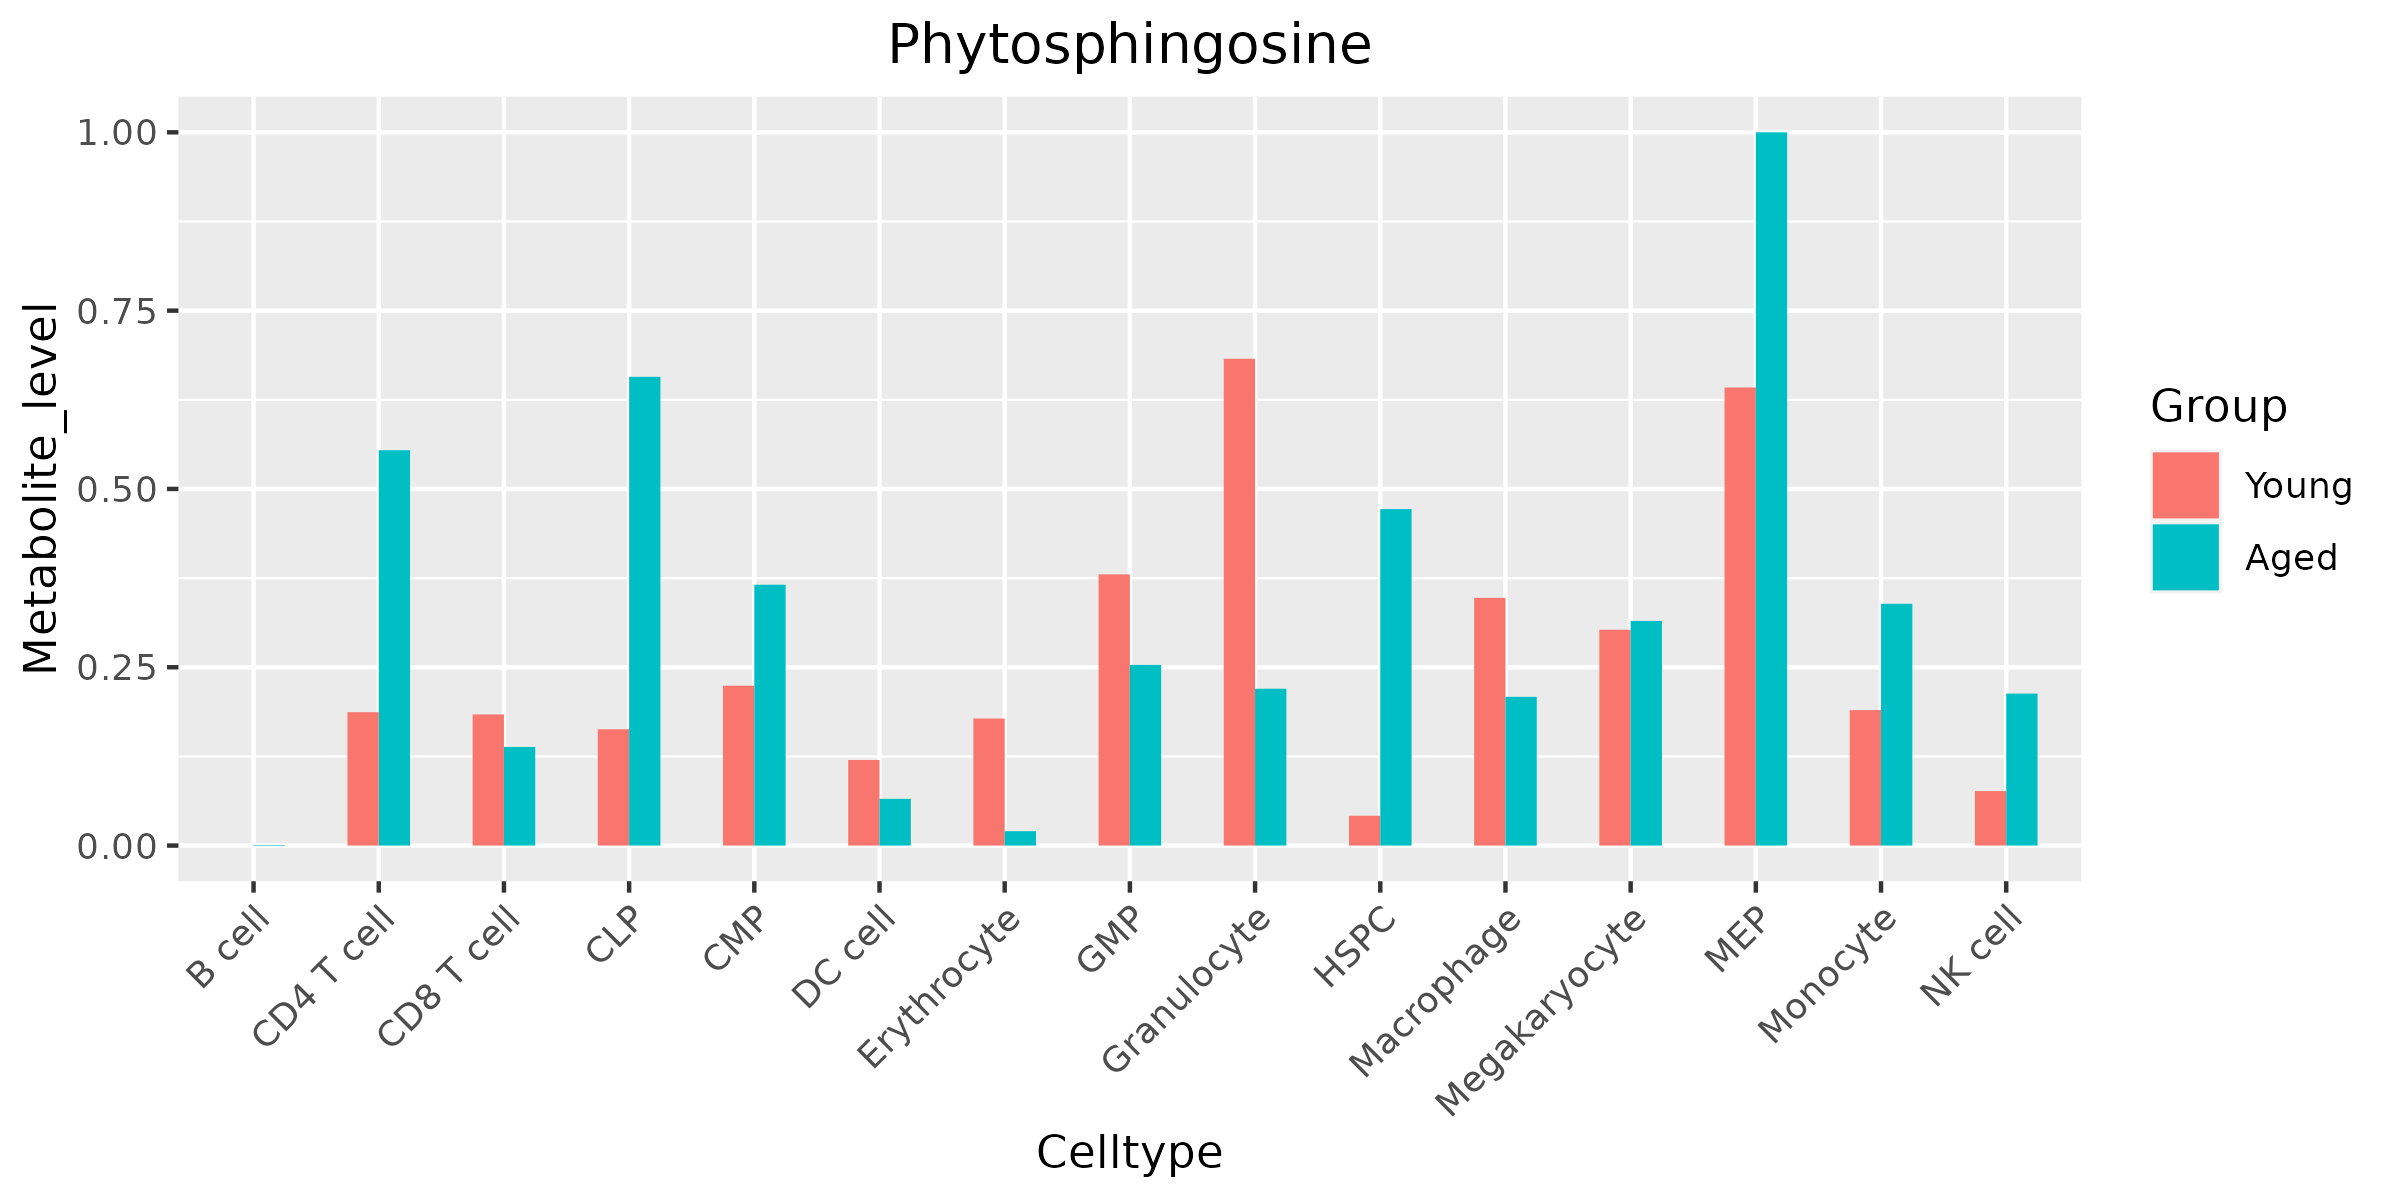 Phytosphingosine
Metabolite_level
1.00
0.75
0.50
0.25
0.00
B cell
CD4 T cell
CD8 T cell
CLP
CMP
DC cell
Erythrocyte
GMP
Granulocyte
HSPC
Macrophage
Megakaryocyte
MEP
Monocyte
NK cell
Celltype
Group
Young
Aged